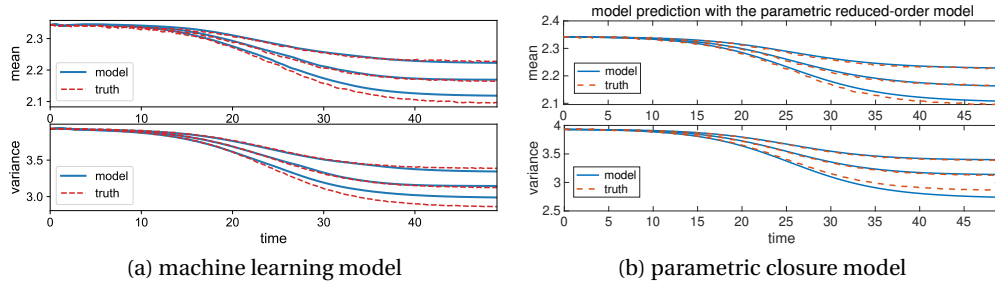 2.3
2.2
2.1
mean
model
truth
0 10 20 30 40
3.5
3.0
variance
model
truth
0 10 20 30 40
time
(a) machine learning model
model prediction with the parametric reduced-order model
2.4
2.3
2.2
2.1
mean
model
truth
0 5 10 15 20 25 30 35 40 45
4
3.5
3
2.5
variance
model
truth
0 5 10 15 20 25 30 35 40 45
time
(b) parametric closure model